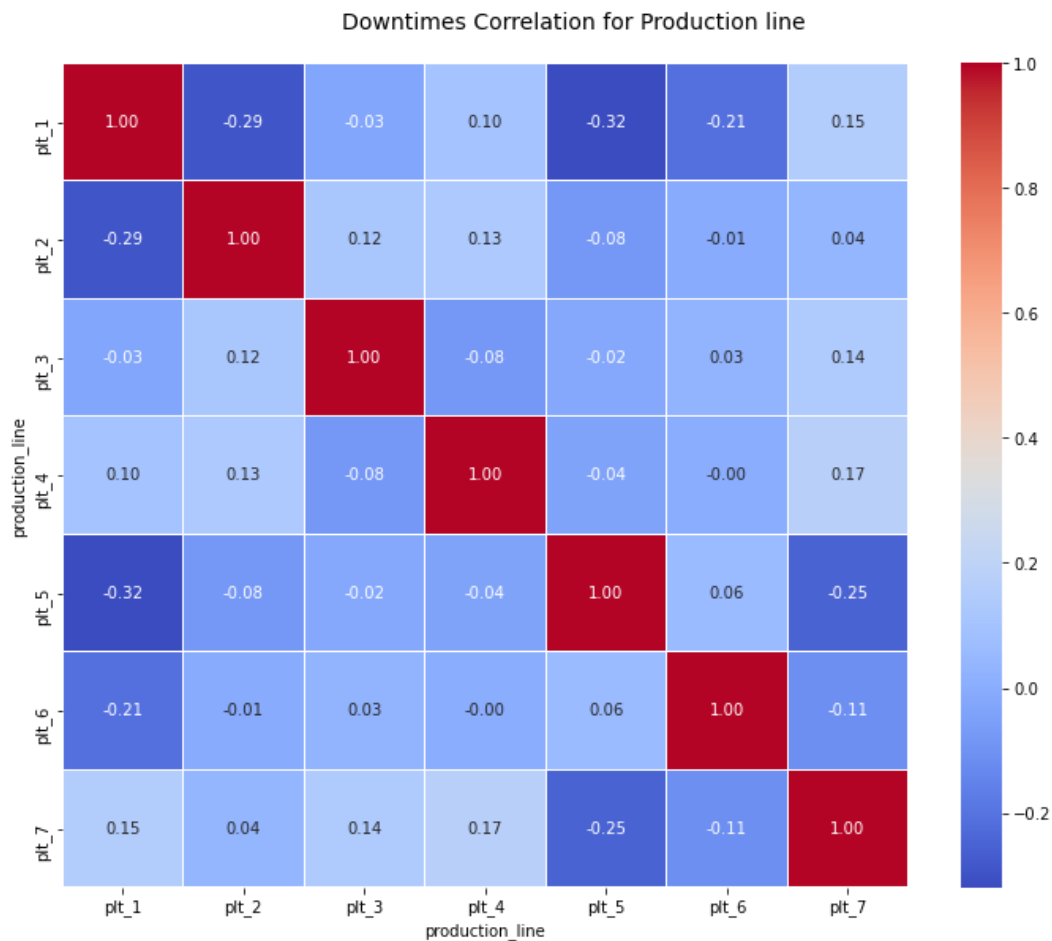 Downtimes Correlation for Production line
1.0
plt_1 1.00 -0.29 -0.03 0.10 -0.32 -0.21 0.15
0.8
plt_2 -0.29 1.00 0.12 0.13 -0.08 -0.01 0.04
0.6
plt_3 -0.03 0.12 1.00 -0.08 -0.02 0.03 0.14
0.4
production_line
plt_4 0.10 0.13 -0.08 1.00 -0.04 -0.00 0.17
0.2
plt_5 -0.32 -0.08 -0.02 -0.04 1.00 0.06 -0.25
0.0
plt_6 -0.21 -0.01 0.03 -0.00 0.06 1.00 -0.11
−0.2
plt_7 0.15 0.04 0.14 0.17 -0.25 -0.11 1.00
plt_1 plt_2 plt_3 plt_4 plt_5 plt_6 plt_7
production_line